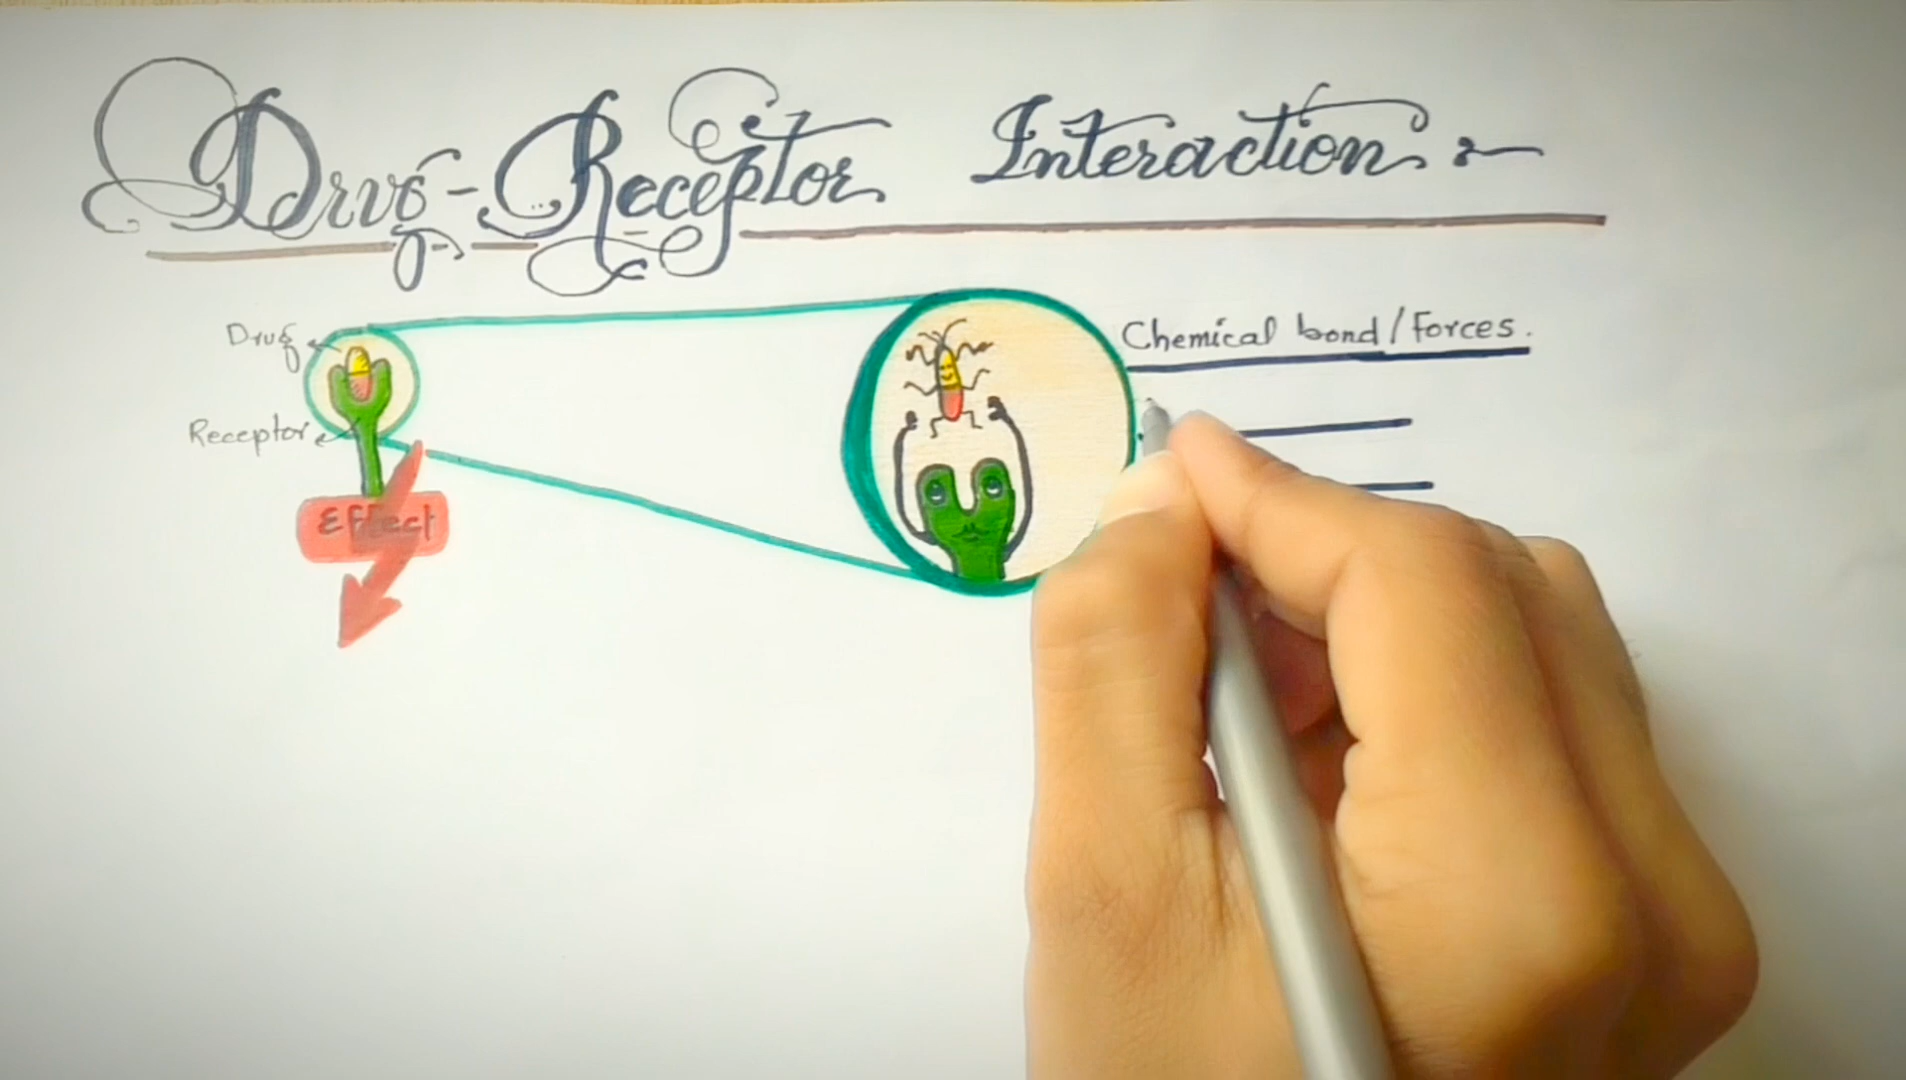 Drug-Receptor Interaction :-
Drug
Receptor
Effect
Chemical bond/Forces.